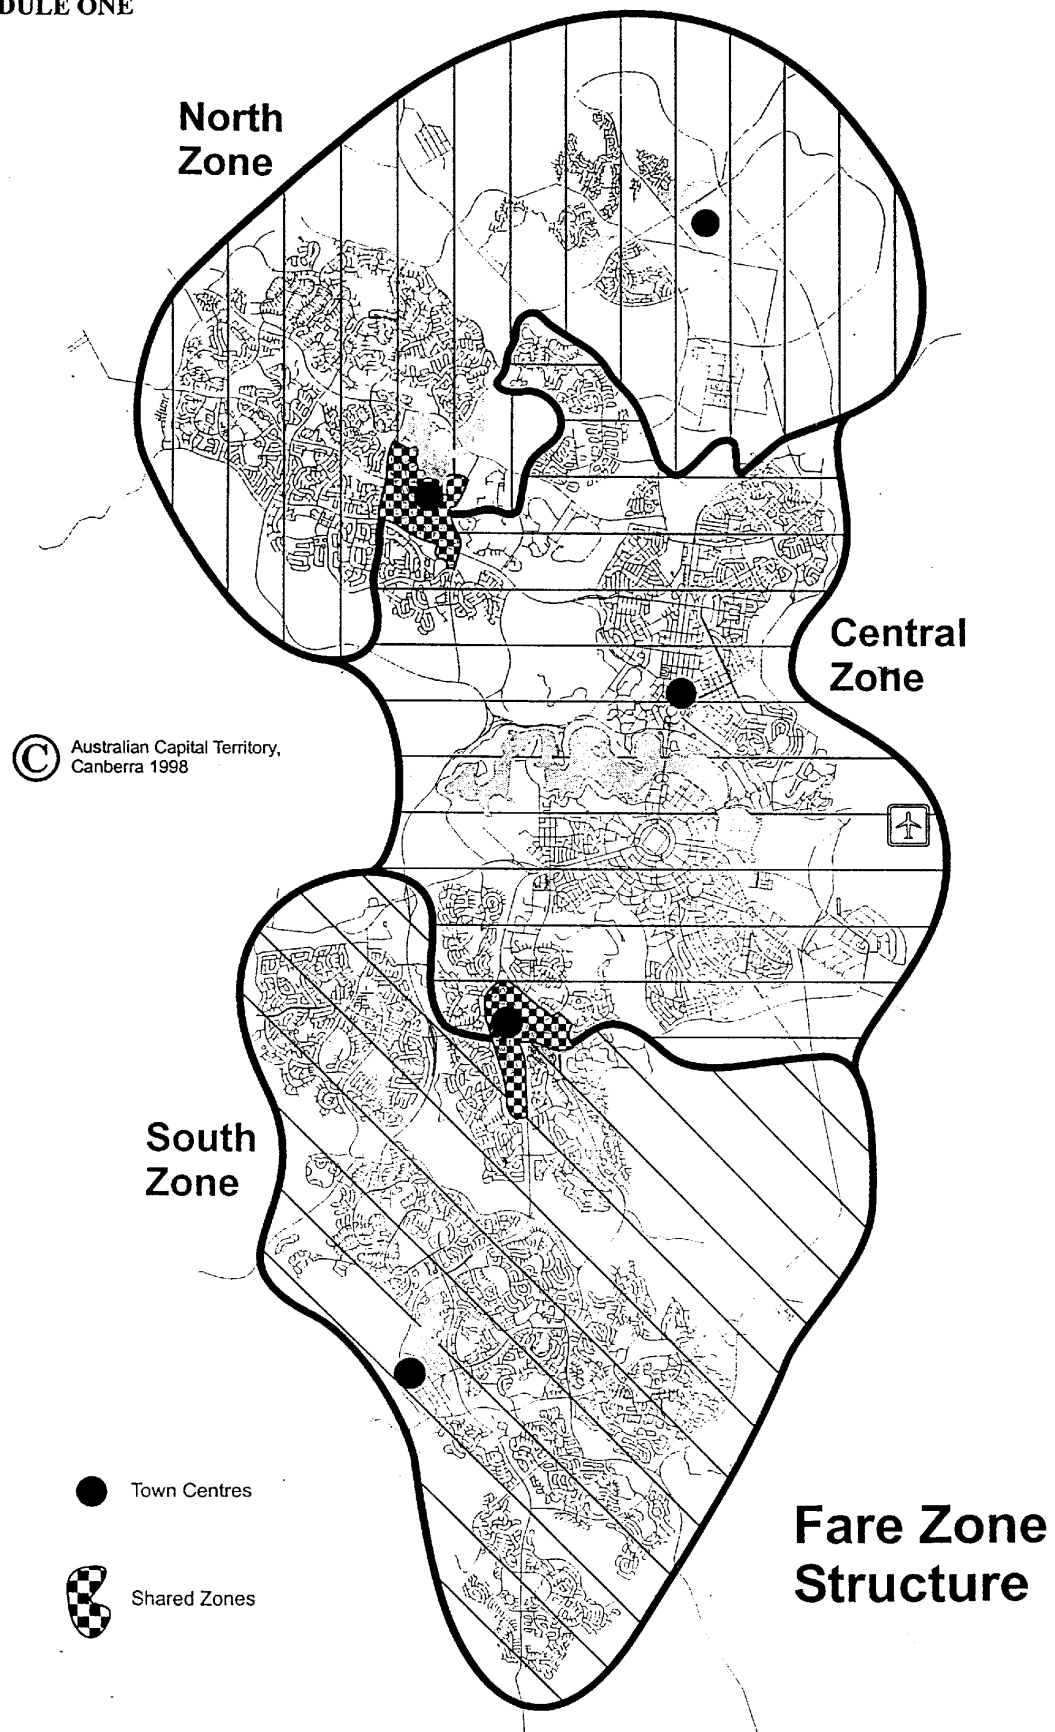 DULE ONE
North
Zone
Central
Zone
© Australian Capital Territory,
Canberra 1998
South
Zone
Town Centres
Shared Zones
Fare Zone
Structure